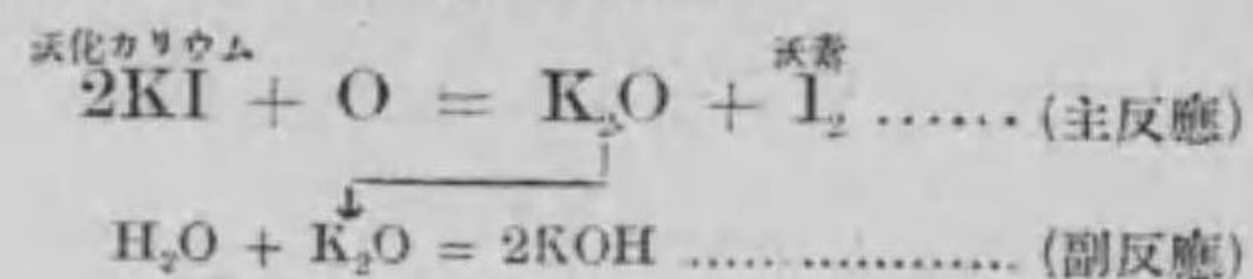 沃化カリウム 沃素
2KI + O = K₂O + I₂ ...... (主反應)
H₂O + K₂O = 2KOH .................. (副反應)